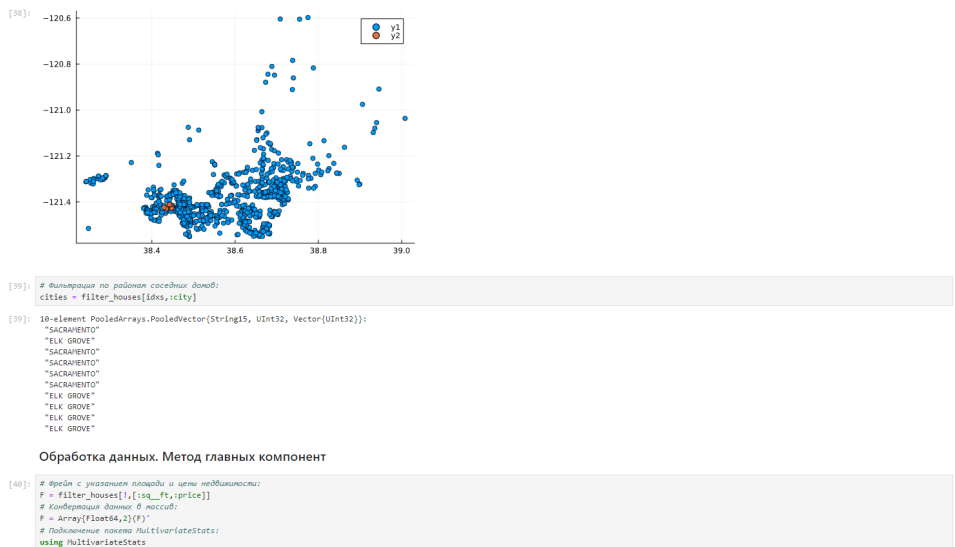 [38]:
−120.6
−120.8
−121.0
−121.2
−121.4
38.4
38.6
38.8
39.0
y1
y2
[39]:
# Фильтрация по районам соседних домов:
cities = filter_houses[idxs,:city]
[39]:
10-element PooledArrays.PooledVector{String15, UInt32, Vector{UInt32}}:
"SACRAMENTO"
"ELK GROVE"
"SACRAMENTO"
"SACRAMENTO"
"SACRAMENTO"
"SACRAMENTO"
"ELK GROVE"
"ELK GROVE"
"ELK GROVE"
"ELK GROVE"
Обработка данных. Метод главных компонент
[40]:
# Фрейм с указанием площади и цены недвижимости:
F = filter_houses[!,[:sq__ft,:price]]
# Конвертация данных в массив:
F = Array{Float64,2}(F)'
# Подключение пакета MultivariateStats:
using MultivariateStats